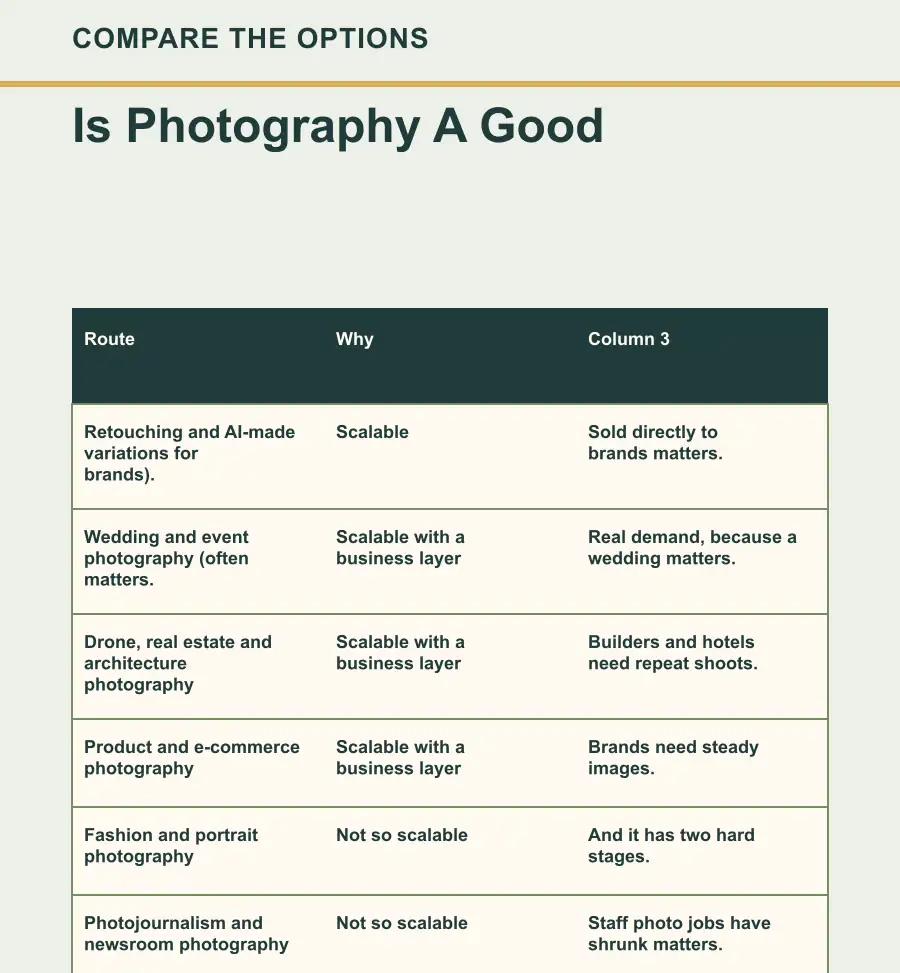 COMPARE THE OPTIONS
Is Photography A Good
Route
Why
Column 3
Retouching and AI-made
variations for
brands).
Scalable
Sold directly to
brands matters.
Wedding and event
photography (often
matters.
Scalable with a
business layer
Real demand, because a
wedding matters.
Drone, real estate and
architecture
photography
Scalable with a
business layer
Builders and hotels
need repeat shoots.
Product and e-commerce
photography
Scalable with a
business layer
Brands need steady
images.
Fashion and portrait
photography
Not so scalable
And it has two hard
stages.
Photojournalism and
newsroom photography
Not so scalable
Staff photo jobs have
shrunk matters.